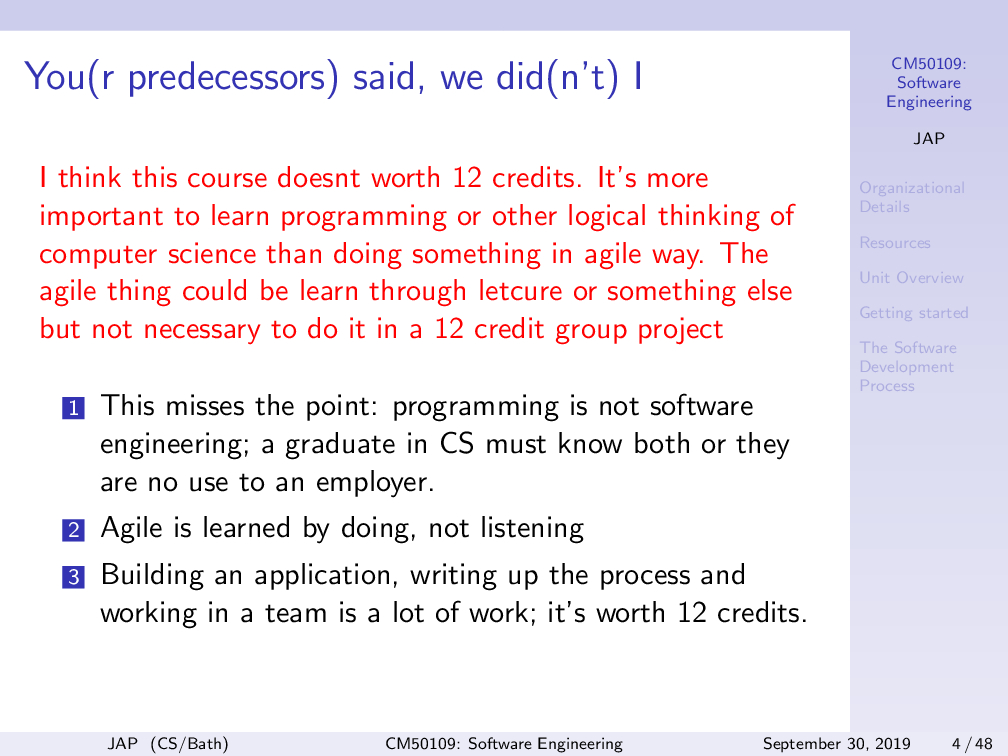 You(r predecessors) said, we did(n't) I
I think this course doesnt worth 12 credits. It's more
important to learn programming or other logical thinking of
computer science than doing something in agile way. The
agile thing could be learn through letcure or something else
but not necessary to do it in a 12 credit group project
1 This misses the point: programming is not software
engineering; a graduate in CS must know both or they
are no use to an employer.
2 Agile is learned by doing, not listening
3 Building an application, writing up the process and
working in a team is a lot of work; it's worth 12 credits.
CM50109:
Software
Engineering
JAP
Organizational
Details
Resources
Unit Overview
Getting started
The Software
Development
Process
JAP (CS/Bath) CM50109: Software Engineering September 30, 2019 4 / 48